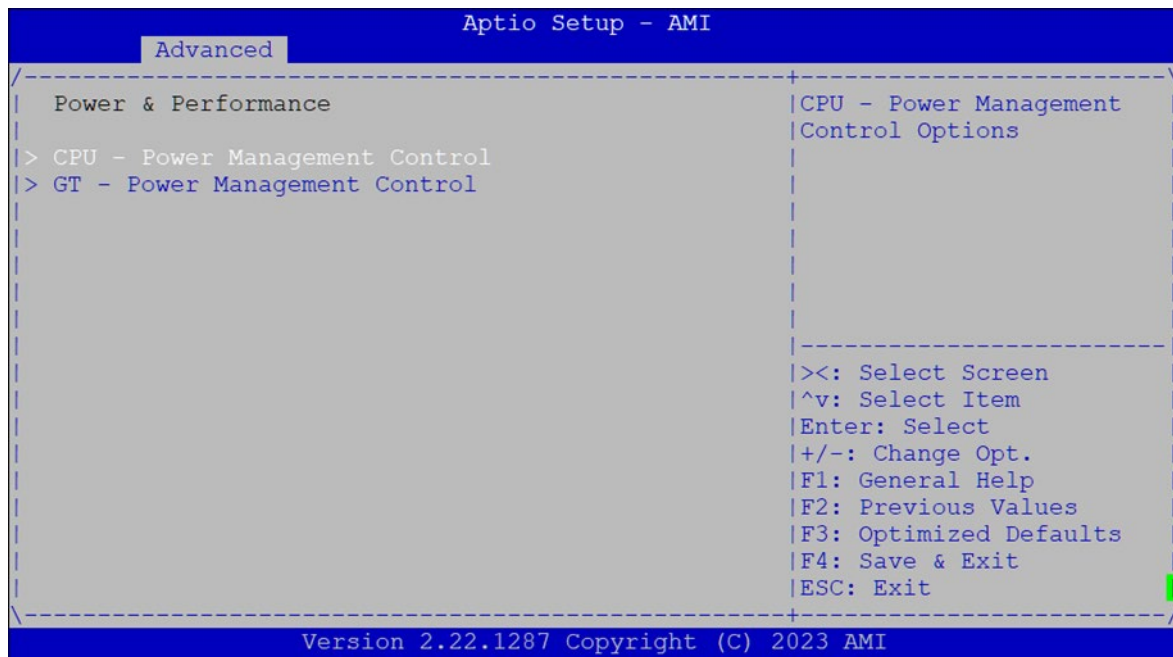 Aptio Setup - AMI
Advanced
Power & Performance
> CPU - Power Management Control
> GT - Power Management Control
CPU - Power Management
Control Options
><: Select Screen
^v: Select Item
Enter: Select
+/-: Change Opt.
F1: General Help
F2: Previous Values
F3: Optimized Defaults
F4: Save & Exit
ESC: Exit
Version 2.22.1287 Copyright (C) 2023 AMI